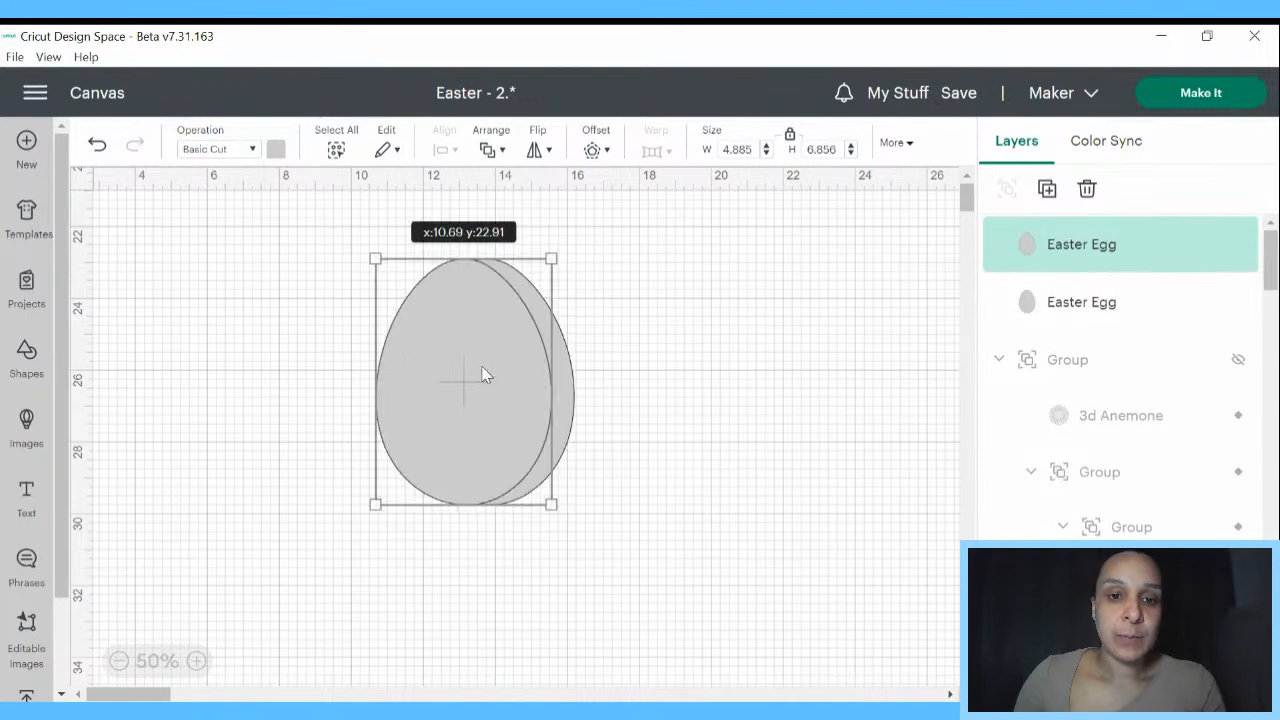 Cricut Design Space - Beta v7.31.163
File View Help
Canvas
Easter - 2.*
My Stuff Save | Maker
Make It
New
Templates
Projects
Shapes
Images
Text
Phrases
Editable
Images
Operation
Basic Cut
Select All
Edit
Align
Arrange
Flip
Offset
Warp
Size
W 4.885
H 6.856
More
4 6 8 10 12 14 16 18 20 22 24 26
22
24
26
28
30
32
34
x:10.69 y:22.91
50%
Layers Color Sync
Easter Egg
Easter Egg
Group
3d Anemone
Group
Group